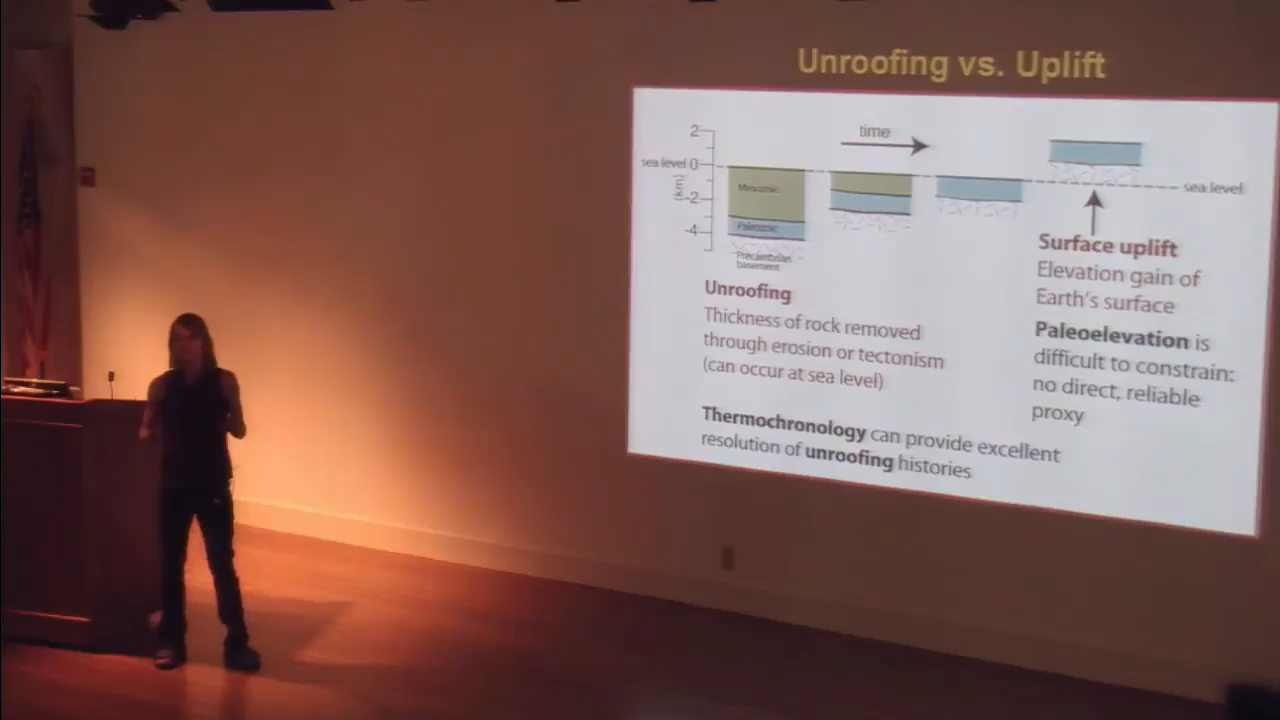 Unroofing vs. Uplift
2
time
sea level 0
(km)
-2
-4
Mesozoic
Paleozoic
Precambrian
basement
sea level
Surface uplift
Elevation gain of
Earth's surface
Paleoelevation is
difficult to constrain:
no direct, reliable
proxy
Unroofing
Thickness of rock removed
through erosion or tectonism
(can occur at sea level)
Thermochronology can provide excellent
resolution of unroofing histories